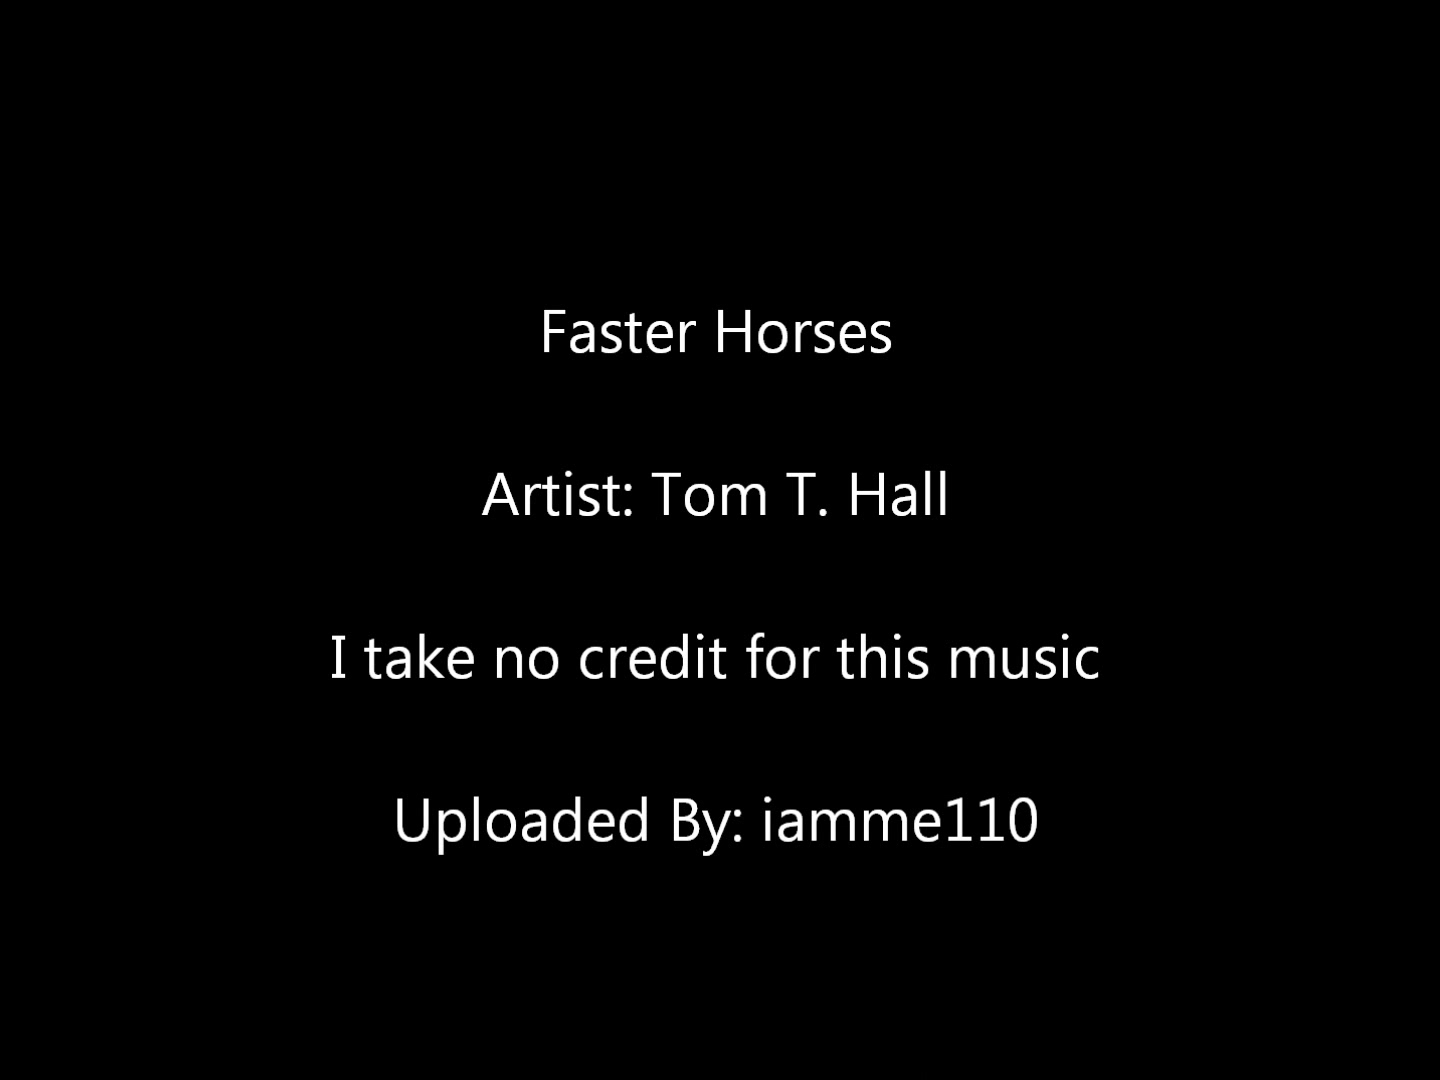 Faster Horses
Artist: Tom T. Hall
I take no credit for this music
Uploaded By: iamme110